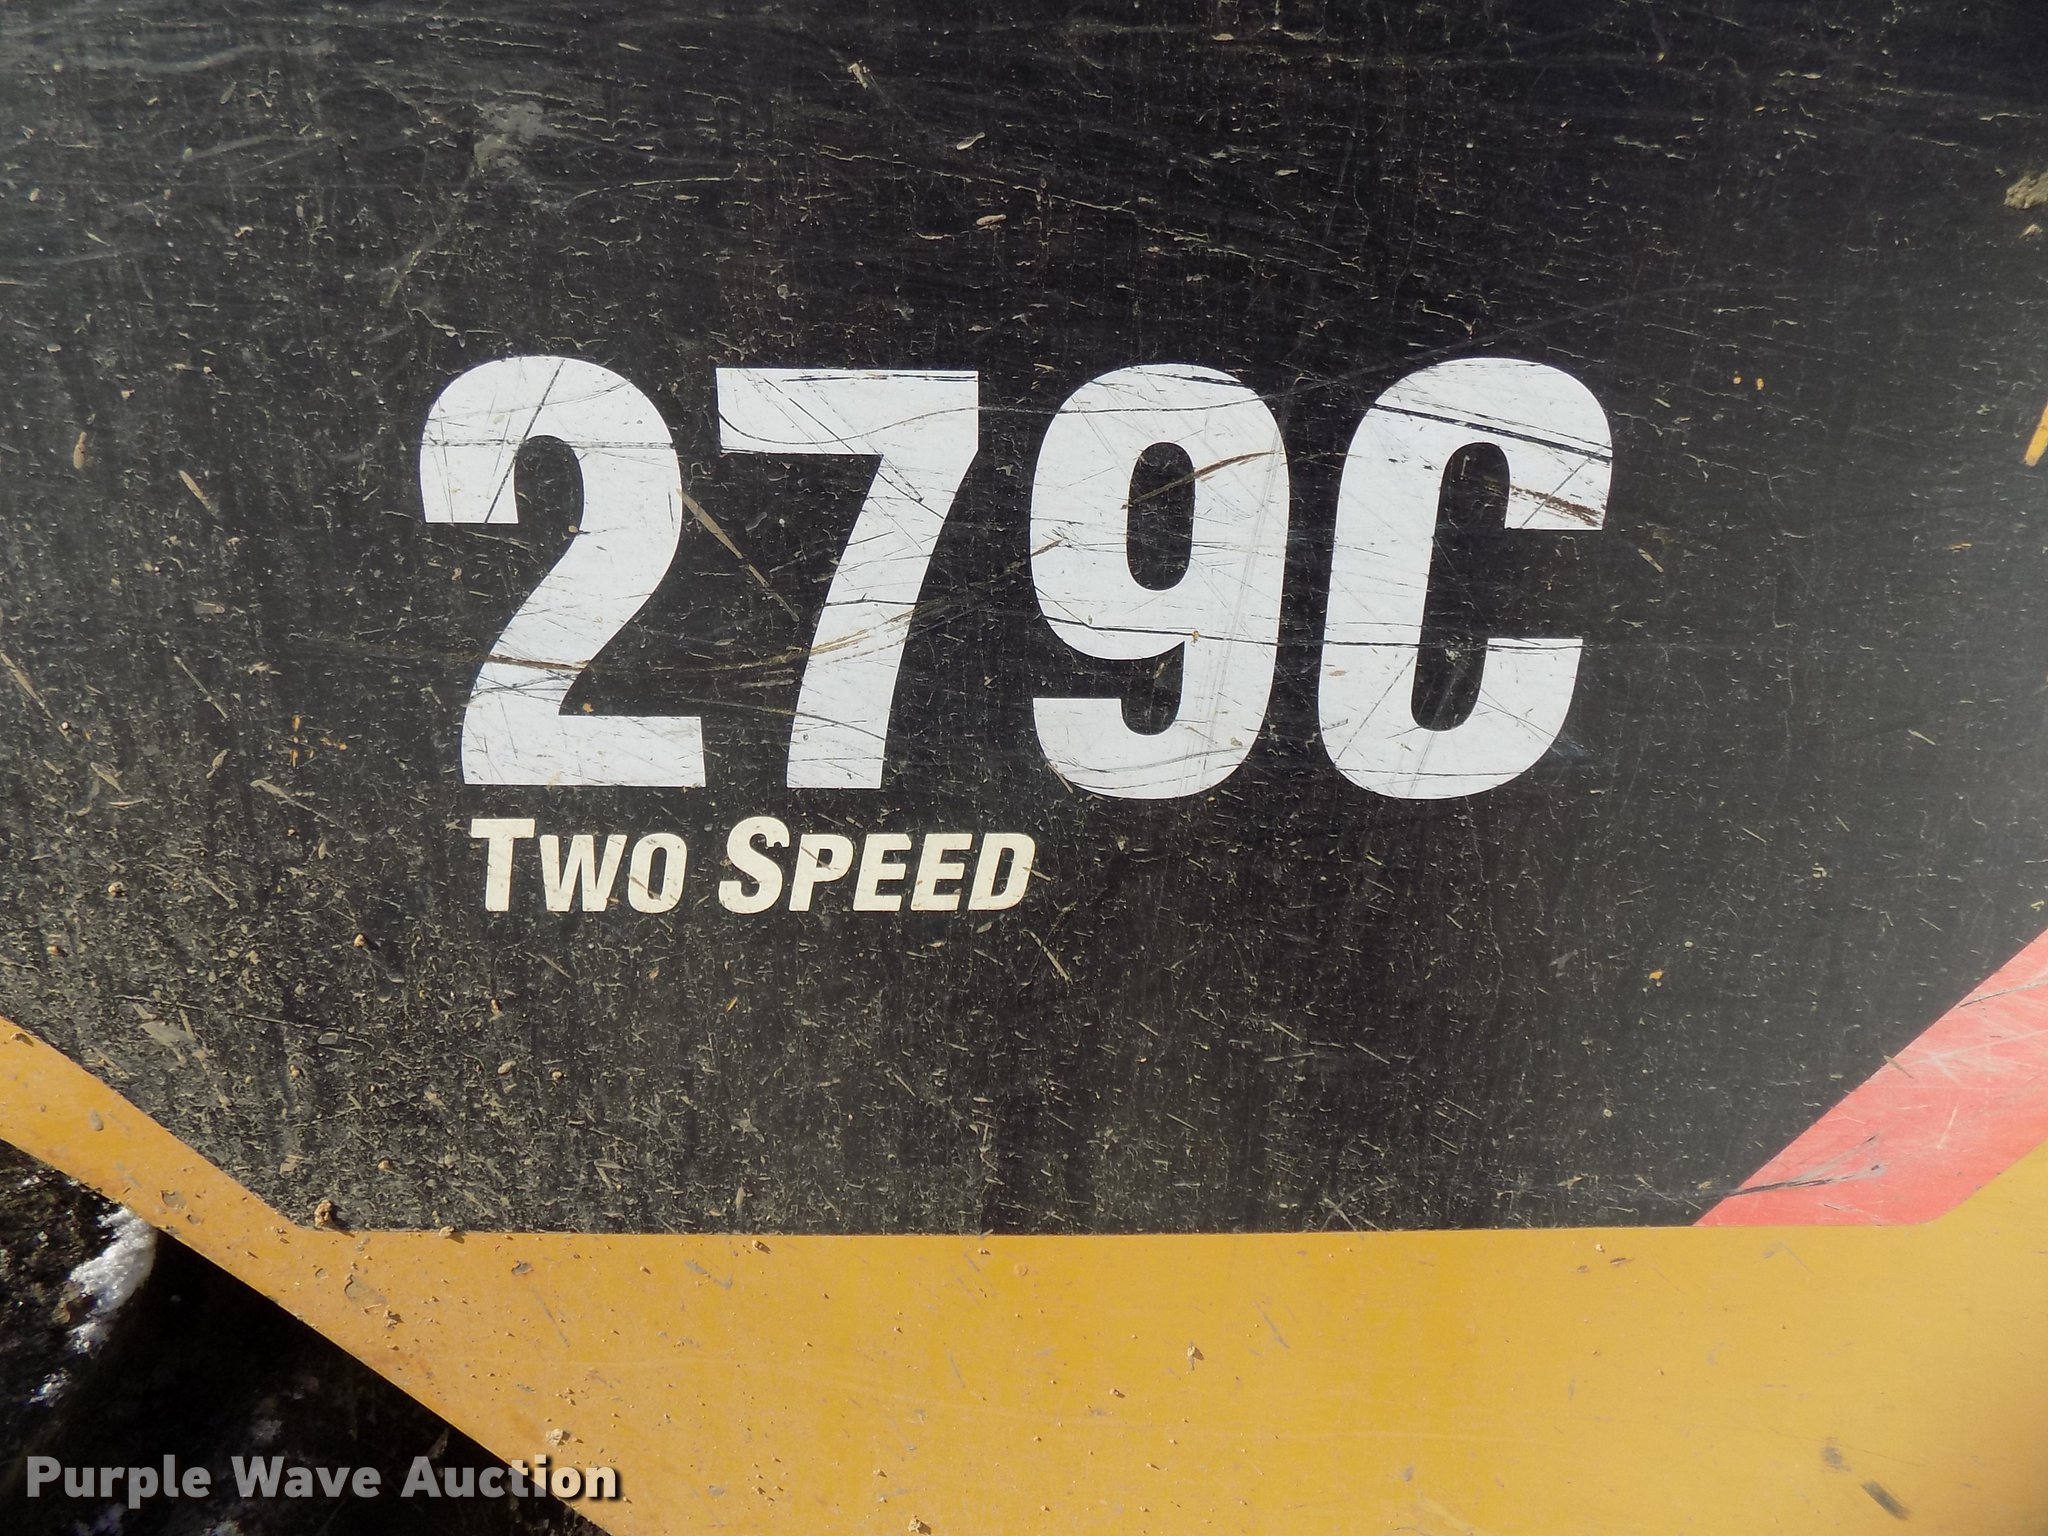 279C
TWO SPEED
Purple Wave Auction